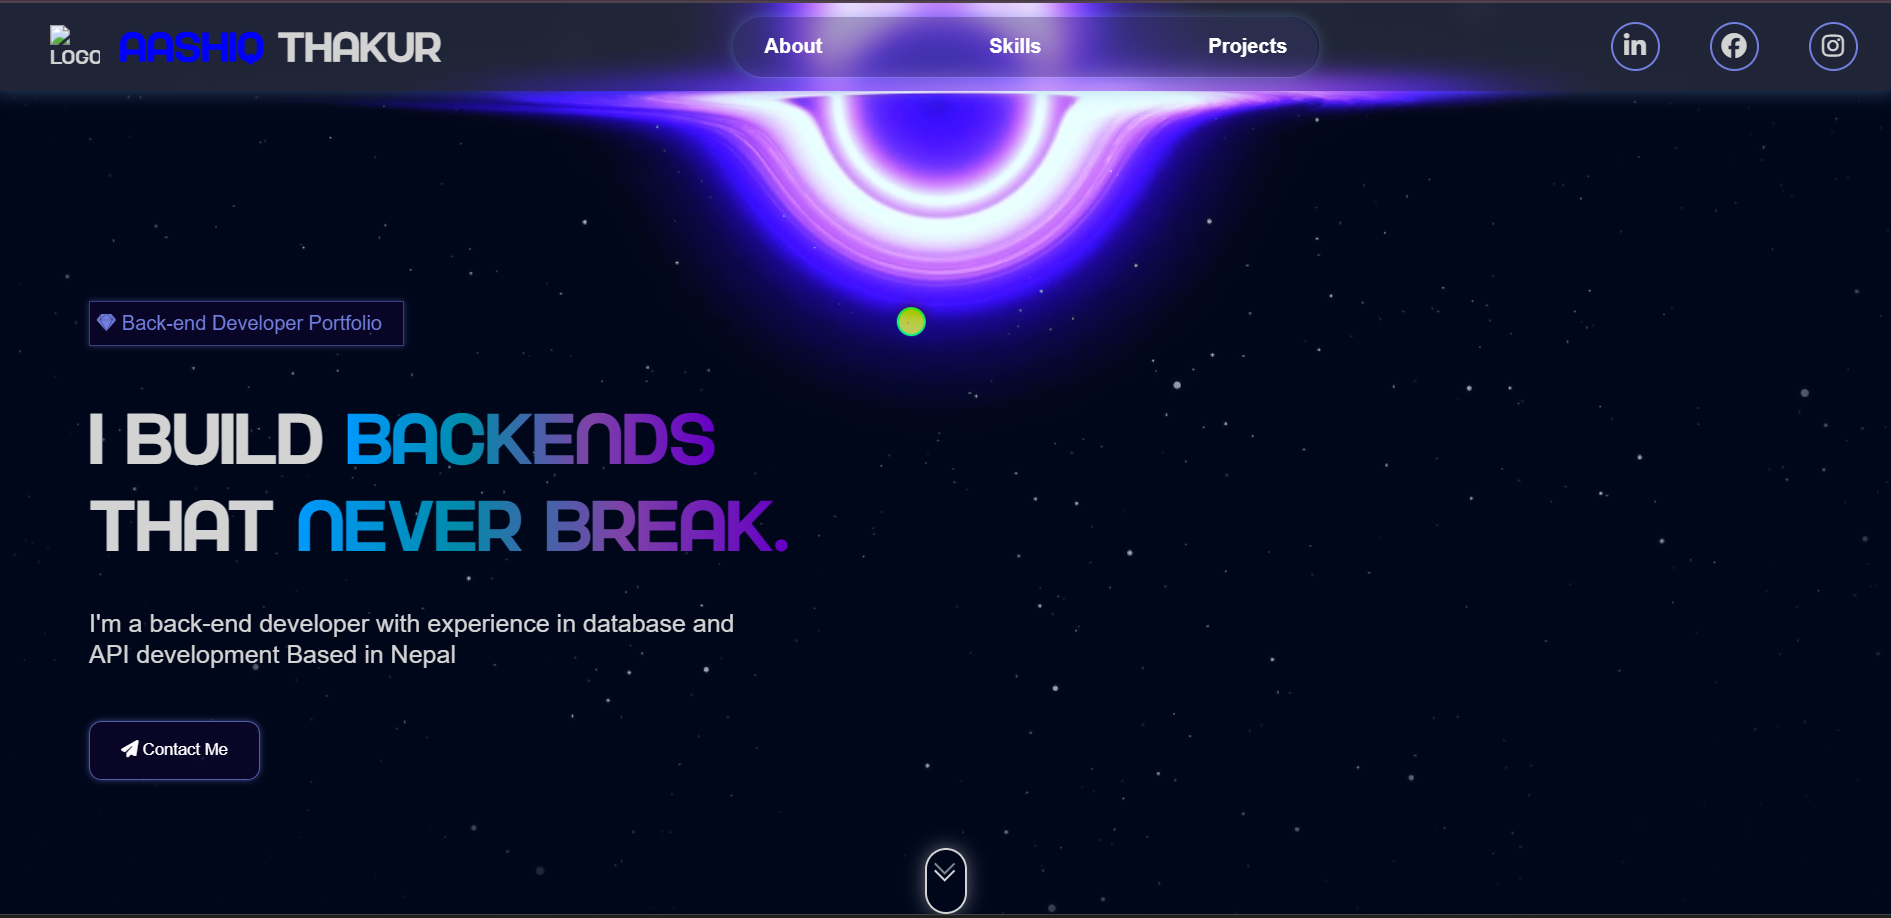 LOGO AASHIQ THAKUR
About Skills Projects
Back-end Developer Portfolio
I BUILD BACKENDS
THAT NEVER BREAK.
I'm a back-end developer with experience in database and
API development Based in Nepal
Contact Me